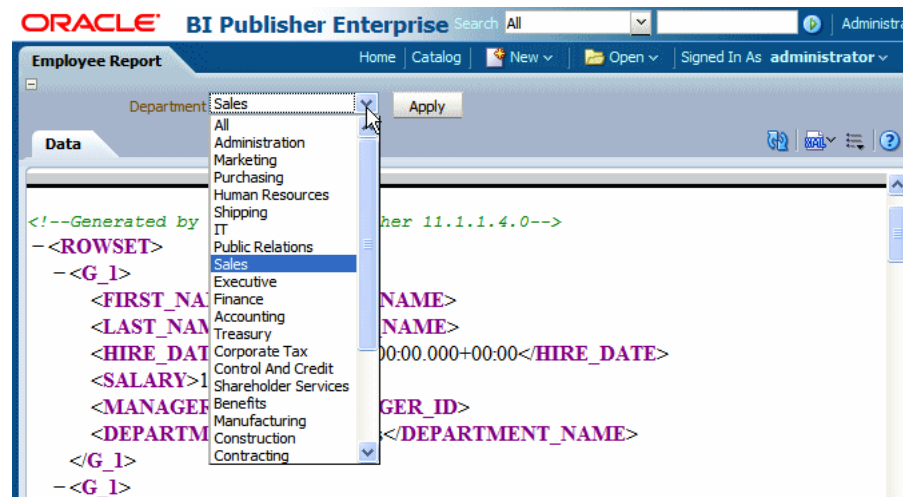 ORACLE BI Publisher Enterprise Search All Administra
Employee Report Home Catalog New Open Signed In As administrator
Department Sales Apply
All
Administration
Marketing
Purchasing
Human Resources
Shipping
IT
Public Relations
Sales
Executive
Finance
Accounting
Treasury
Corporate Tax
Control And Credit
Shareholder Services
Benefits
Manufacturing
Construction
Contracting
Data XML
<!--Generated by her 11.1.1.4.0-->
−<ROWSET>
−<G_1>
<FIRST_NA NAME>
<LAST_NAM NAME>
<HIRE_DAT 00:00.000+00:00</HIRE_DATE>
<SALARY>1
<MANAGER GER_ID>
<DEPARTM </DEPARTMENT_NAME>
</G_1>
−<G_1>